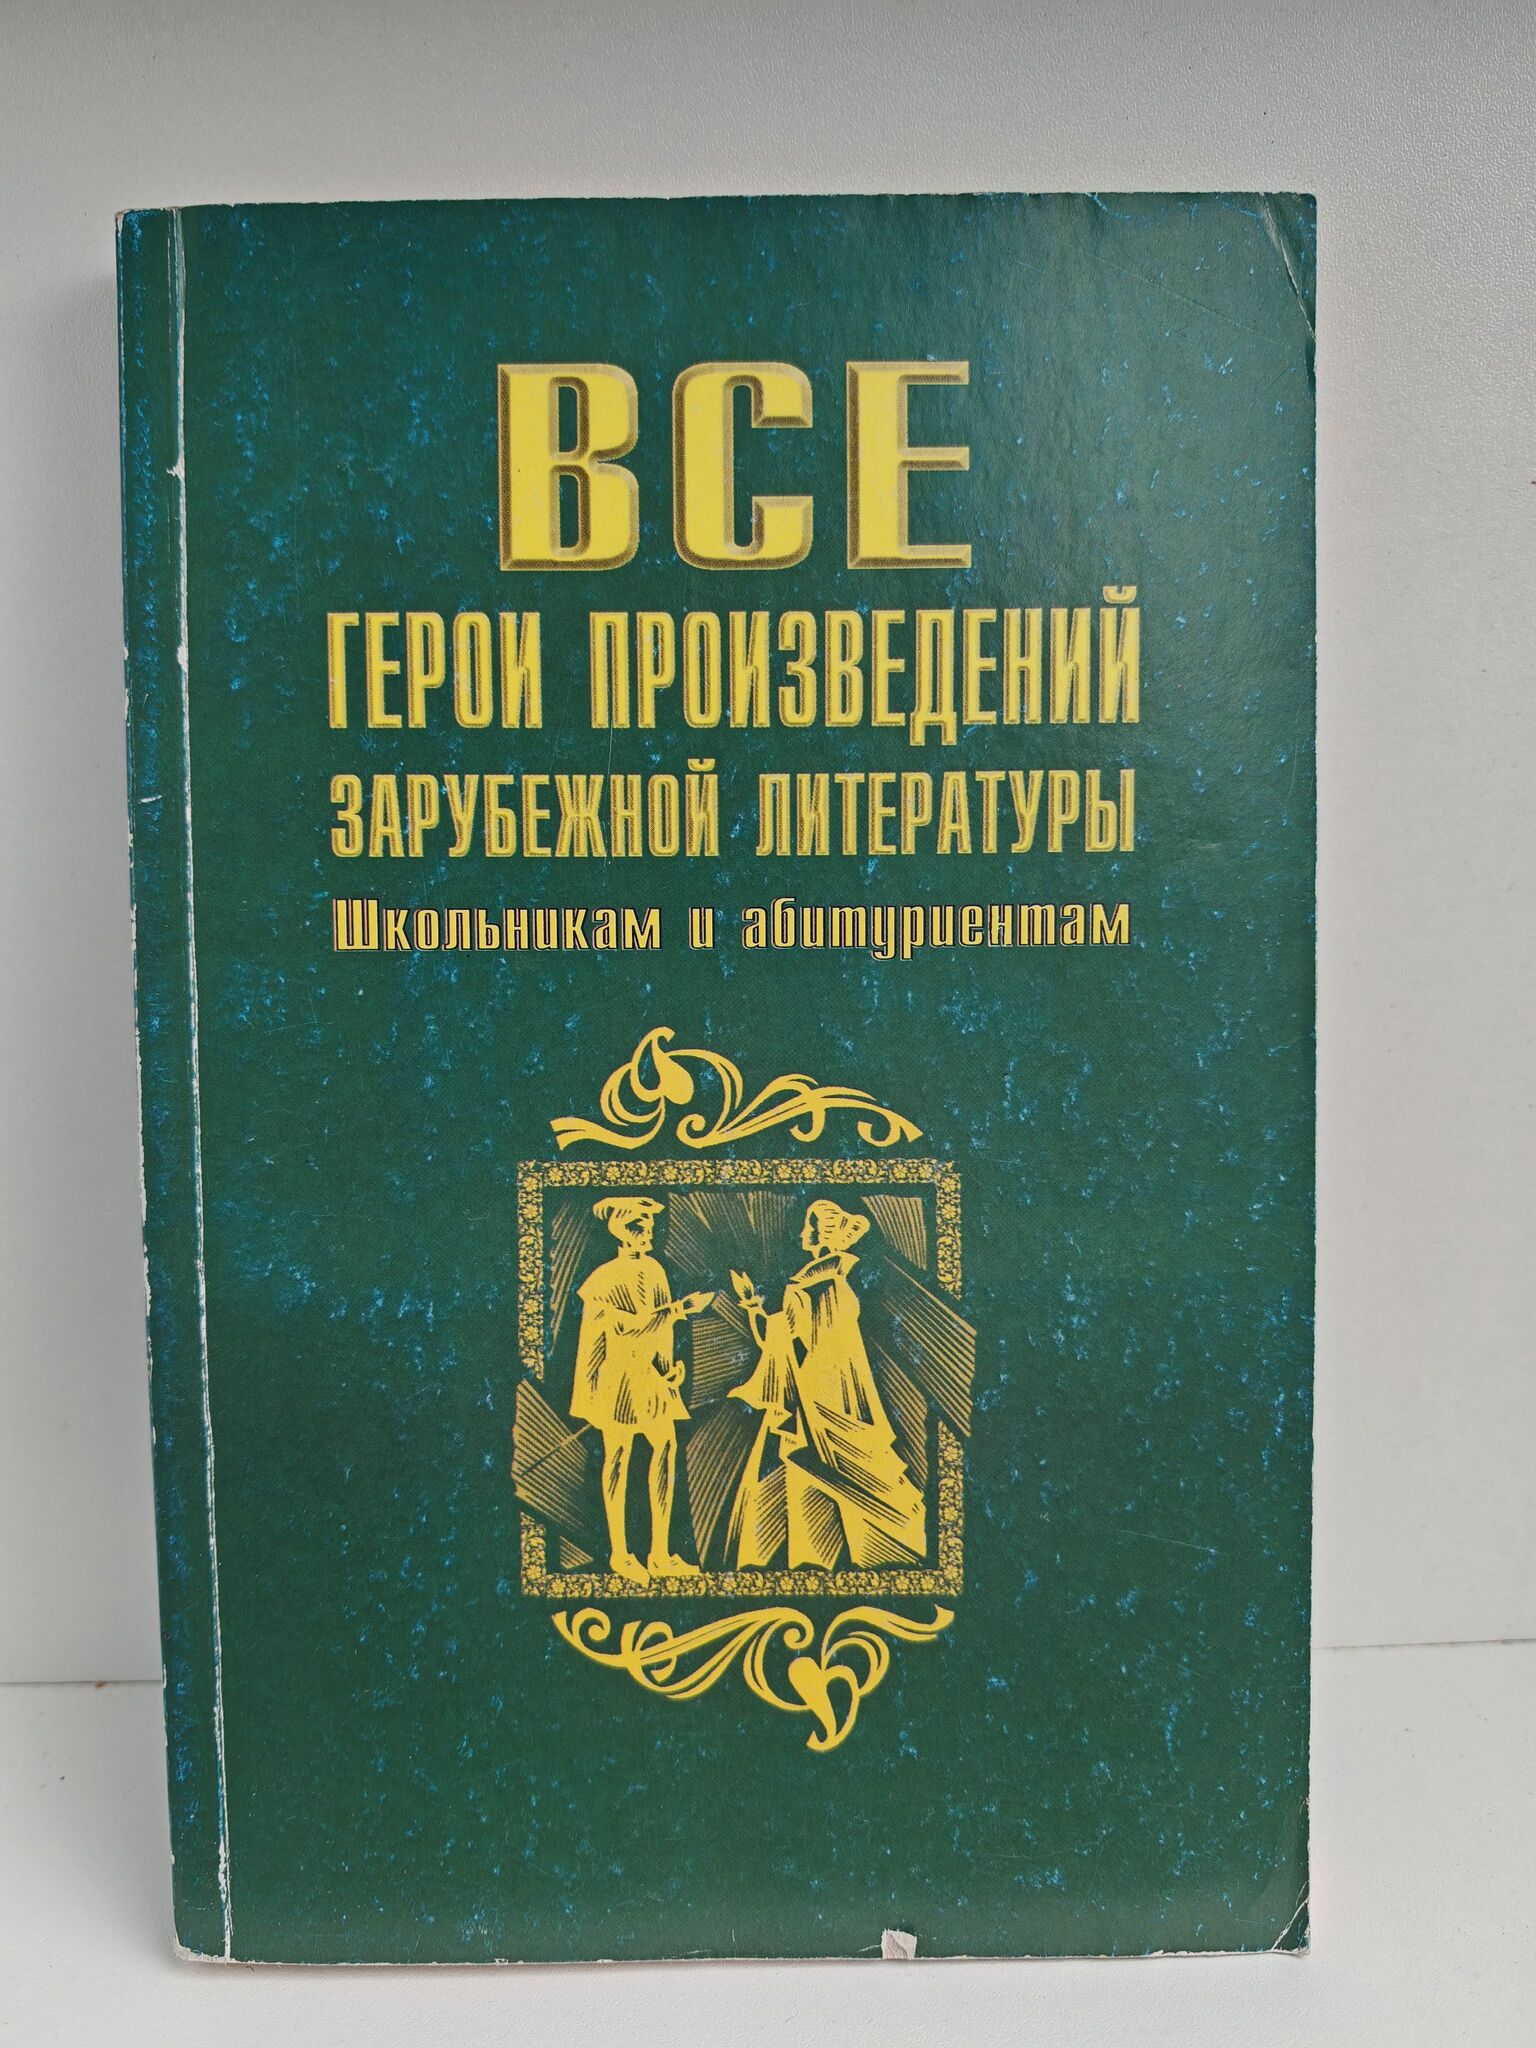 ВСЕ
ГЕРОИ ПРОИЗВЕДЕНИЙ
ЗАРУБЕЖНОЙ ЛИТЕРАТУРЫ
Школьникам и абитуриентам